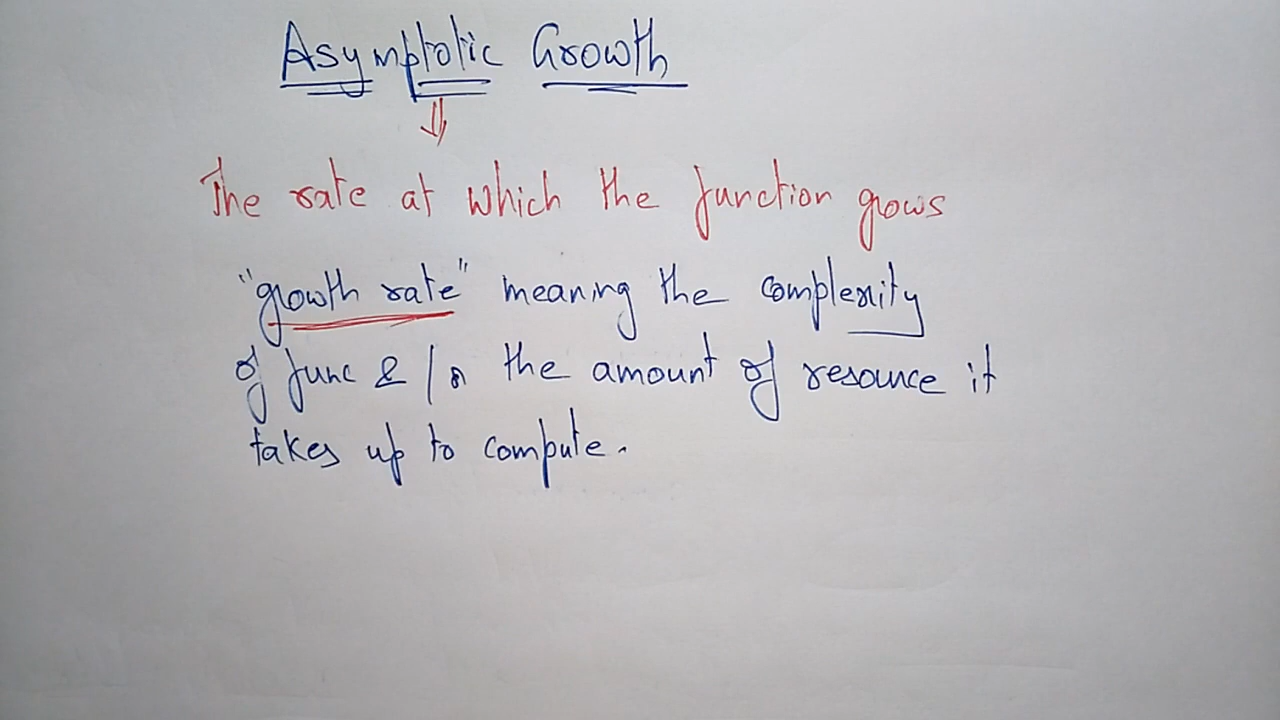 Asymptotic Growth
⇓
The rate at which the function grows
"growth rate" meaning the complexity
of func & / or the amount of resource it
takes up to compute.